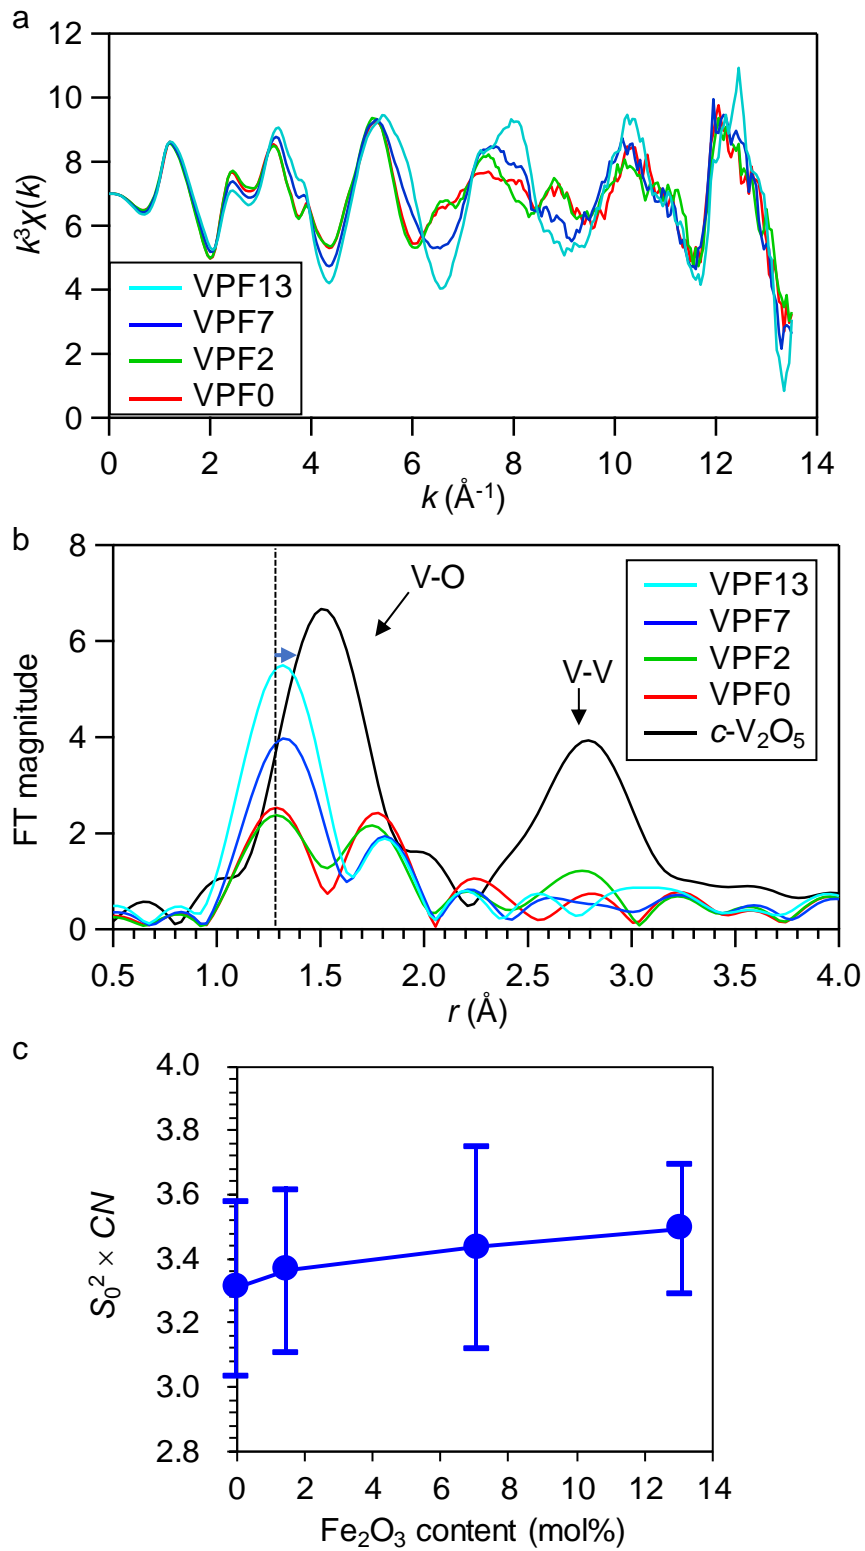 a
12
10
8
6
4
2
0
k³χ(k)
VPF13
VPF7
VPF2
VPF0
0 2 4 6 8 10 12 14
k (Å⁻¹)
b
8
6
4
2
0
FT magnitude
V-O
V-V
VPF13
VPF7
VPF2
VPF0
c-V₂O₅
0.5 1.0 1.5 2.0 2.5 3.0 3.5 4.0
r (Å)
c
4.0
3.8
3.6
3.4
3.2
3.0
2.8
S₀² × CN
0 2 4 6 8 10 12 14
Fe₂O₃ content (mol%)